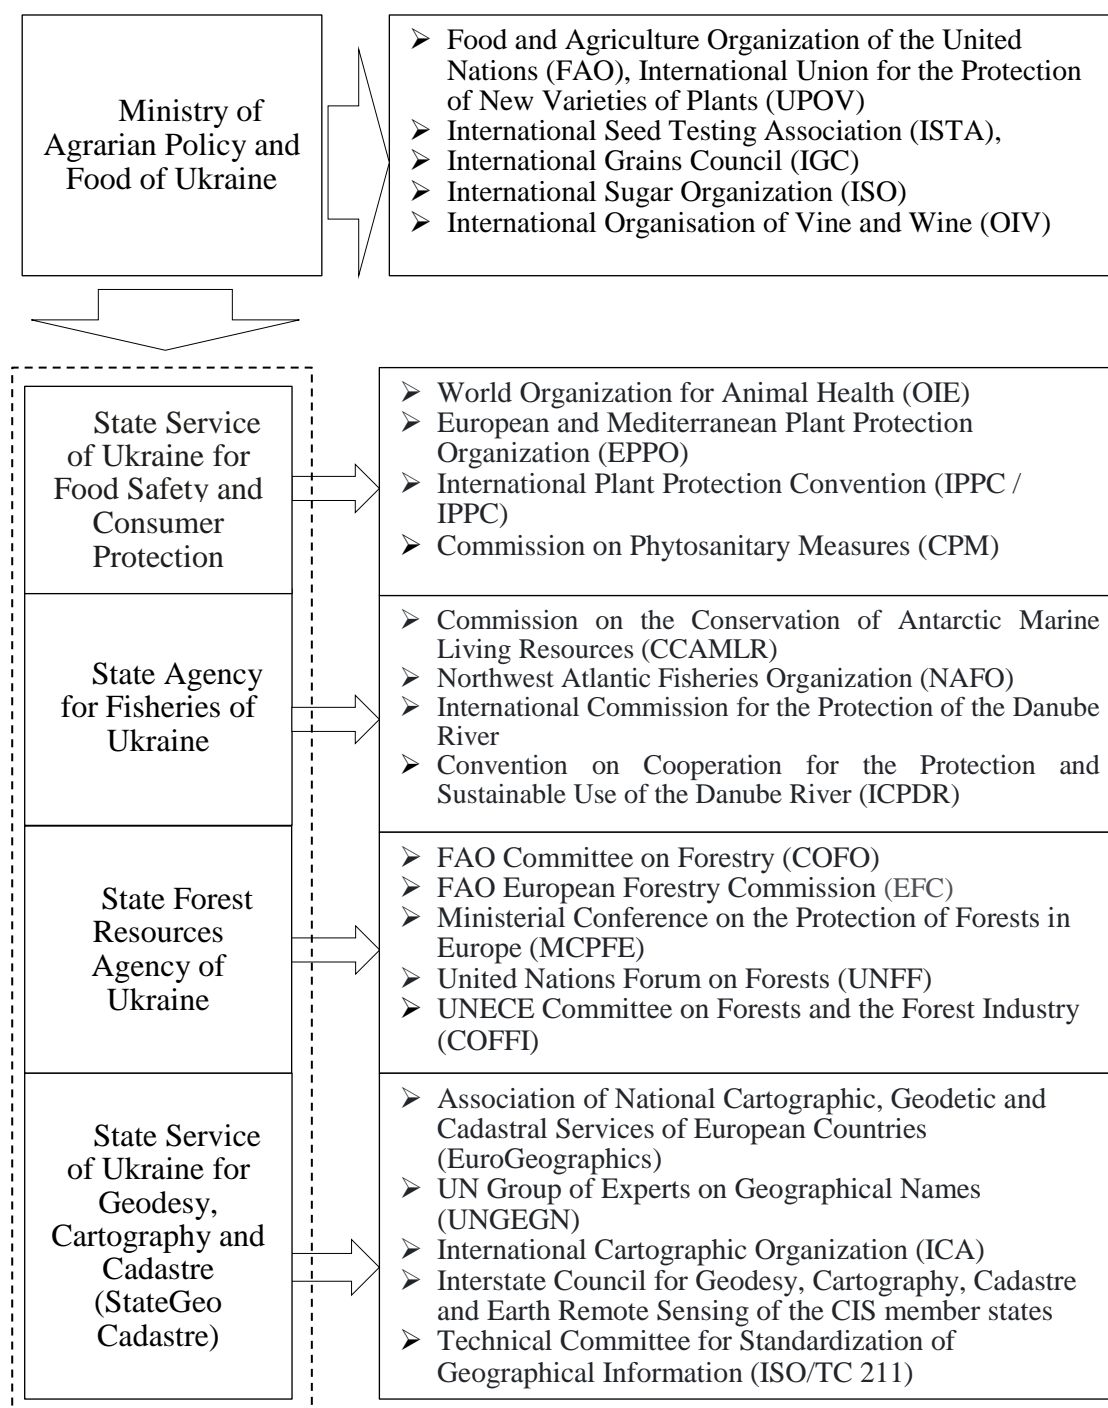 Ministry of
Agrarian Policy and
Food of Ukraine
➢ Food and Agriculture Organization of the United
Nations (FAO), International Union for the Protection
of New Varieties of Plants (UPOV)
➢ International Seed Testing Association (ISTA),
➢ International Grains Council (IGC)
➢ International Sugar Organization (ISO)
➢ International Organisation of Vine and Wine (OIV)
State Service
of Ukraine for
Food Safety and
Consumer
Protection
➢ World Organization for Animal Health (OIE)
➢ European and Mediterranean Plant Protection
Organization (EPPO)
➢ International Plant Protection Convention (IPPC /
IPPC)
➢ Commission on Phytosanitary Measures (CPM)
State Agency
for Fisheries of
Ukraine
➢ Commission on the Conservation of Antarctic Marine
Living Resources (CCAMLR)
➢ Northwest Atlantic Fisheries Organization (NAFO)
➢ International Commission for the Protection of the Danube
River
➢ Convention on Cooperation for the Protection and
Sustainable Use of the Danube River (ICPDR)
State Forest
Resources
Agency of
Ukraine
➢ FAO Committee on Forestry (COFO)
➢ FAO European Forestry Commission (EFC)
➢ Ministerial Conference on the Protection of Forests in
Europe (MCPFE)
➢ United Nations Forum on Forests (UNFF)
➢ UNECE Committee on Forests and the Forest Industry
(COFFI)
State Service
of Ukraine for
Geodesy,
Cartography and
Cadastre
(StateGeo
Cadastre)
➢ Association of National Cartographic, Geodetic and
Cadastral Services of European Countries
(EuroGeographics)
➢ UN Group of Experts on Geographical Names
(UNGEGN)
➢ International Cartographic Organization (ICA)
➢ Interstate Council for Geodesy, Cartography, Cadastre
and Earth Remote Sensing of the CIS member states
➢ Technical Committee for Standardization of
Geographical Information (ISO/TC 211)